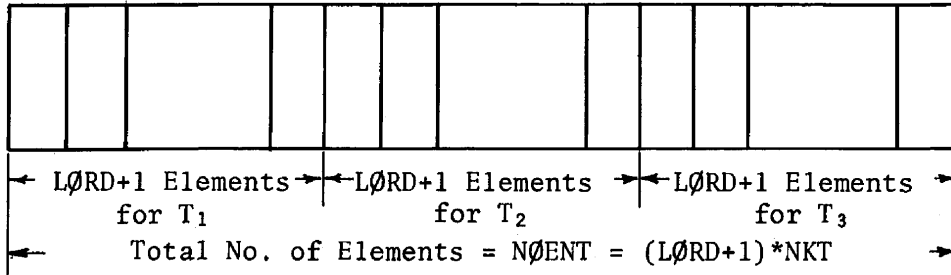 LØRD+1 Elements LØRD+1 Elements LØRD+1 Elements
for T₁ for T₂ for T₃
Total No. of Elements = NØENT = (LØRD+1)*NKT